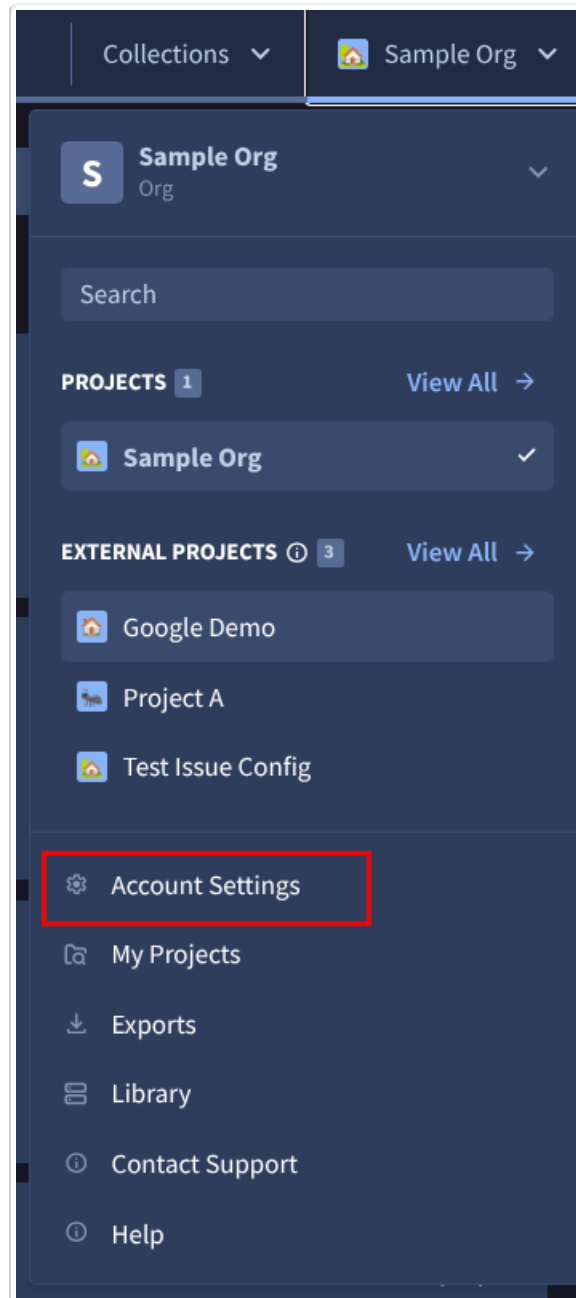 Collections Sample Org
S Sample Org
Org
Search
PROJECTS 1 View All →
Sample Org
EXTERNAL PROJECTS 3 View All →
Google Demo
Project A
Test Issue Config
Account Settings
My Projects
Exports
Library
Contact Support
Help